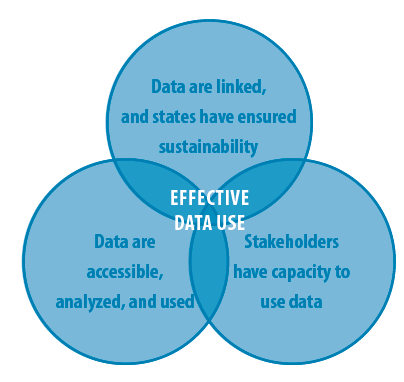 Data are linked,
and states have ensured
sustainability
EFFECTIVE
DATA USE
Data are
accessible,
analyzed, and used
Stakeholders
have capacity to
use data